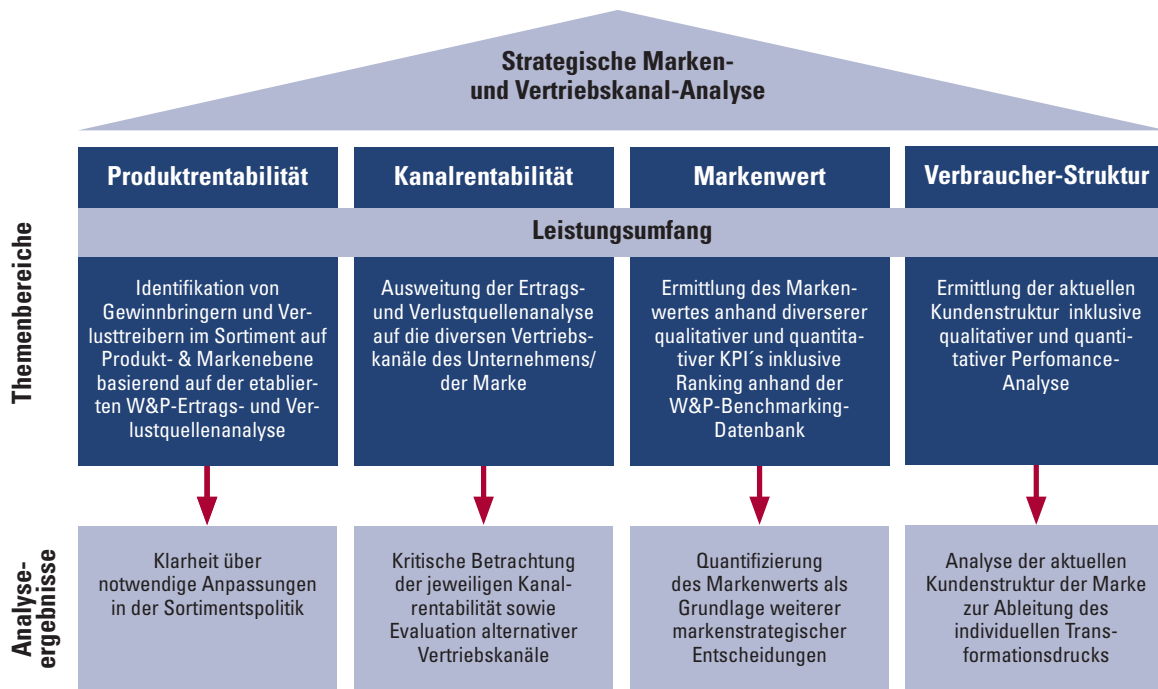 Strategische Marken-
und Vertriebskanal-Analyse
Produktrentabilität
Kanalrentabilität
Markenwert
Verbraucher-Struktur
Leistungsumfang
Themenbereiche
Identifikation von
Gewinnbringern und Ver-
lusttreibern im Sortiment auf
Produkt- & Markenebene
basierend auf der etablier-
ten W&P-Ertrags- und Ver-
lustquellenanalyse
Ausweitung der Ertrags-
und Verlustquellenanalyse
auf die diversen Vertriebs-
kanäle des Unternehmens/
der Marke
Ermittlung des Marken-
wertes anhand diverserer
qualitativer und quantita-
tiver KPI´s inklusive
Ranking anhand der
W&P-Benchmarking-
Datenbank
Ermittlung der aktuellen
Kundenstruktur inklusive
qualitativer und quanti-
tativer Perfomance-
Analyse
Analyse-
ergebnisse
Klarheit über
notwendige Anpassungen
in der Sortimentspolitik
Kritische Betrachtung
der jeweiligen Kanal-
rentabilität sowie
Evaluation alternativer
Vertriebskanäle
Quantifizierung
des Markenwerts als
Grundlage weiterer
markenstrategischer
Entscheidungen
Analyse der aktuellen
Kundenstruktur der Marke
zur Ableitung des
individuellen Trans-
formationsdrucks